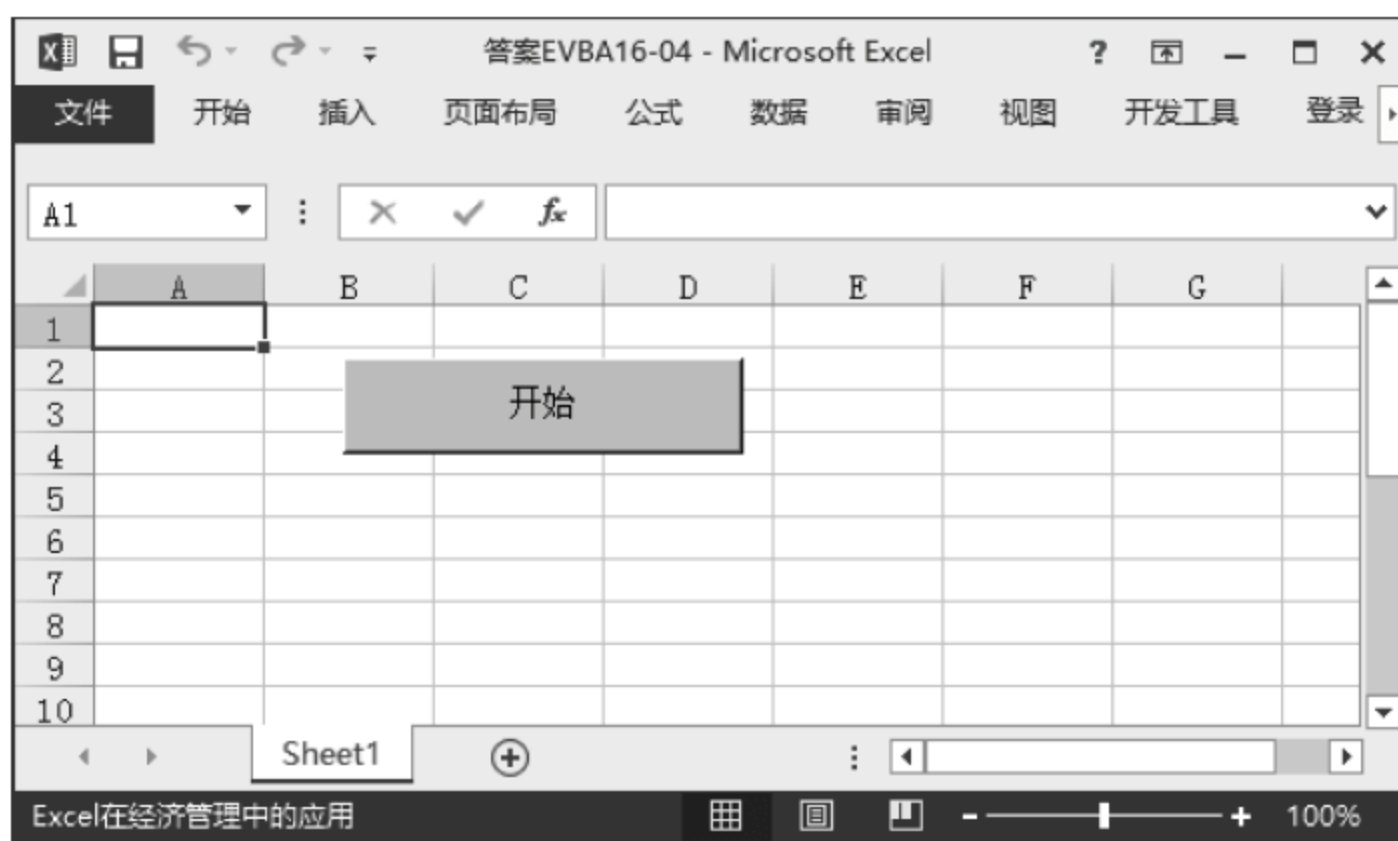 答案EVBA16-04 - Microsoft Excel ?
文件 开始 插入 页面布局 公式 数据 审阅 视图 开发工具 登录
A1 fx
A B C D E F G
1
2
开始
3
4
5
6
7
8
9
10
Sheet1
Excel在经济管理中的应用 100%